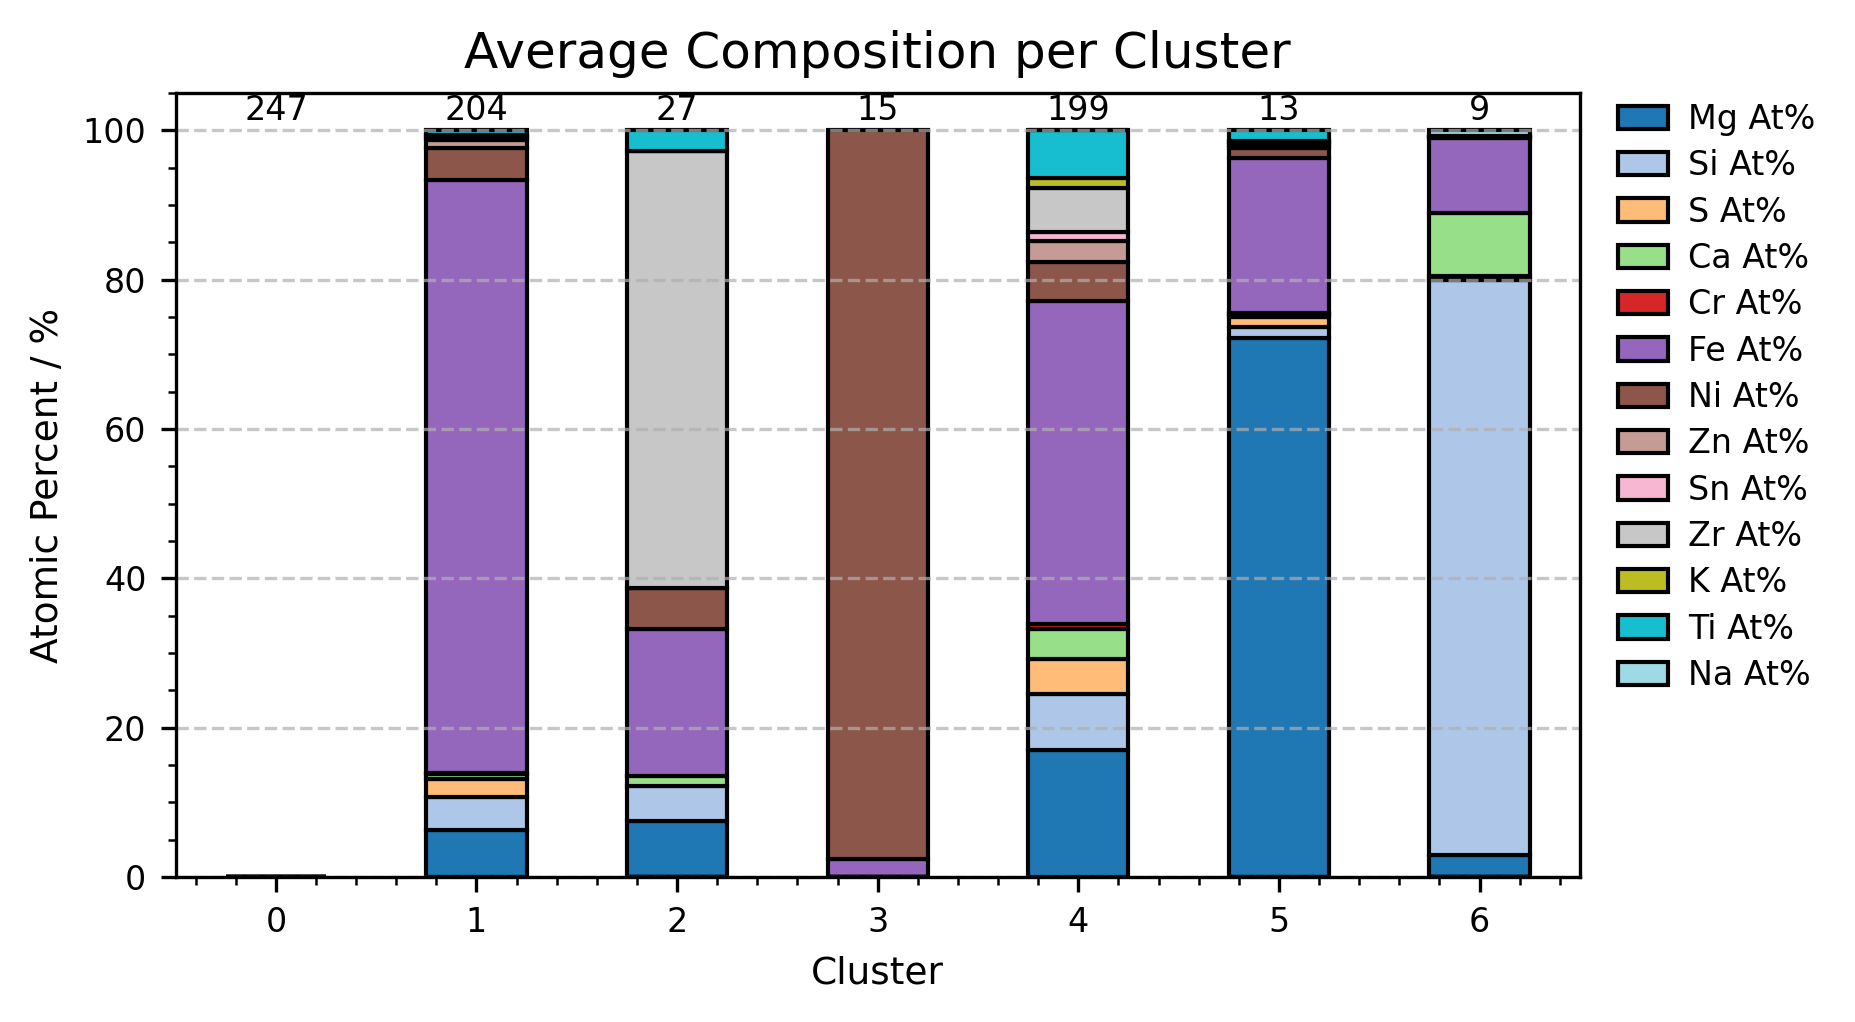 Average Composition per Cluster
247 204 27 15 199 13 9
100
80
60
40
20
0
Atomic Percent / %
0 1 2 3 4 5 6
Cluster
Mg At%
Si At%
S At%
Ca At%
Cr At%
Fe At%
Ni At%
Zn At%
Sn At%
Zr At%
K At%
Ti At%
Na At%